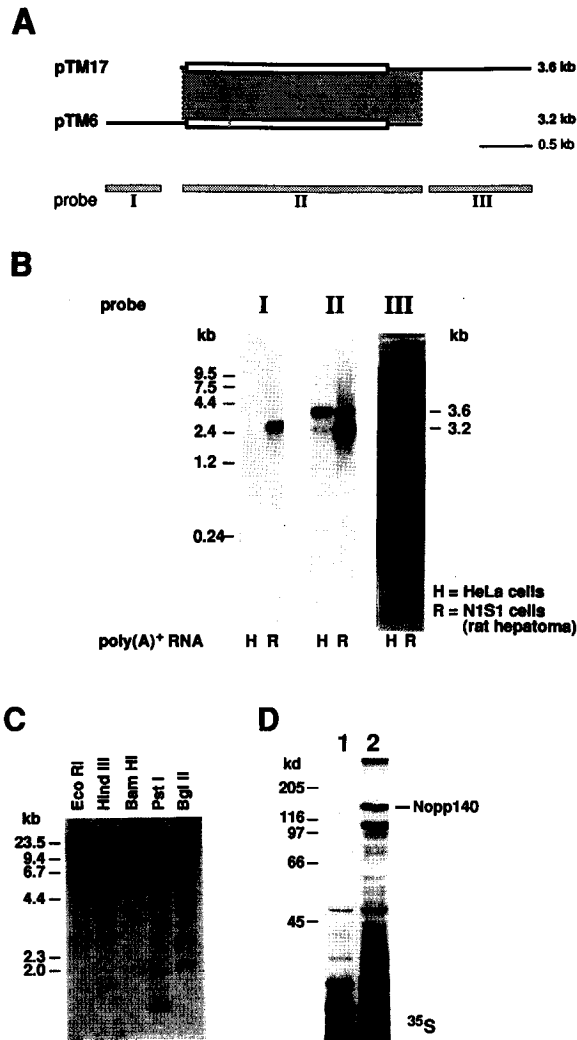 A
pTM17 3.6 kb
pTM6 3.2 kb
0.5 kb
probe I II III
B
probe I II III
kb kb
9.5
7.5
4.4 3.6
2.4 3.2
1.2
0.24
H = HeLa cells
R = N1S1 cells
(rat hepatoma)
poly(A)+ RNA H R H R H R
C
Eco RI
Hind III
Bam HI
Pst I
Bgl II
kb
23.5
9.4
6.7
4.4
2.3
2.0
D
1 2
kd
205
Nopp140
116
97
66
45
35S